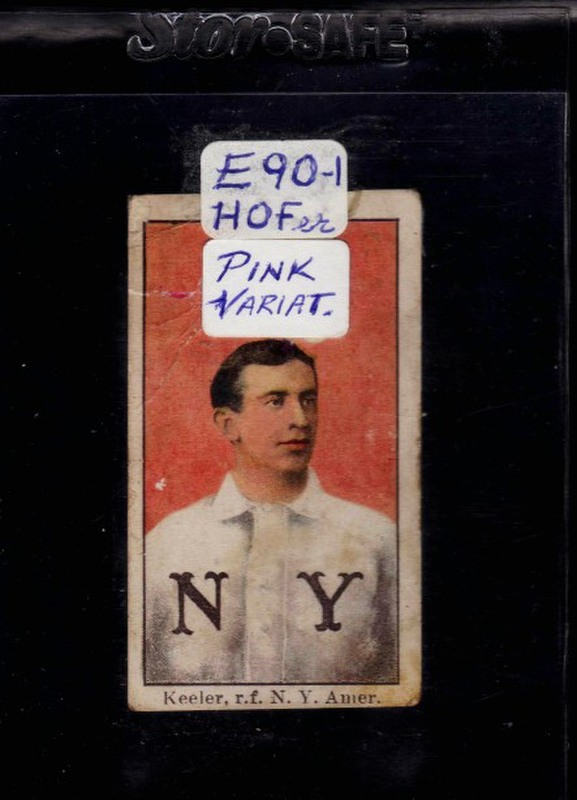 Stor•SAFE
E90-1
HOFer
PINK
VARIAT.
N Y
Keeler, r.f. N. Y. Amer.